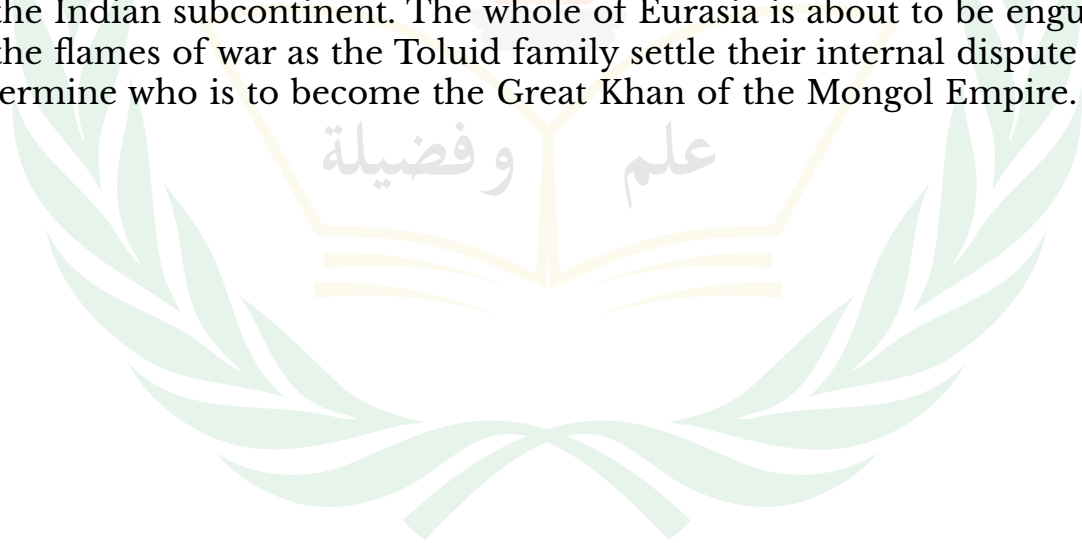 the Indian subcontinent. The whole of Eurasia is about to be engu
the flames of war as the Toluid family settle their internal dispute
ermine who is to become the Great Khan of the Mongol Empire.
علم وفضيلة